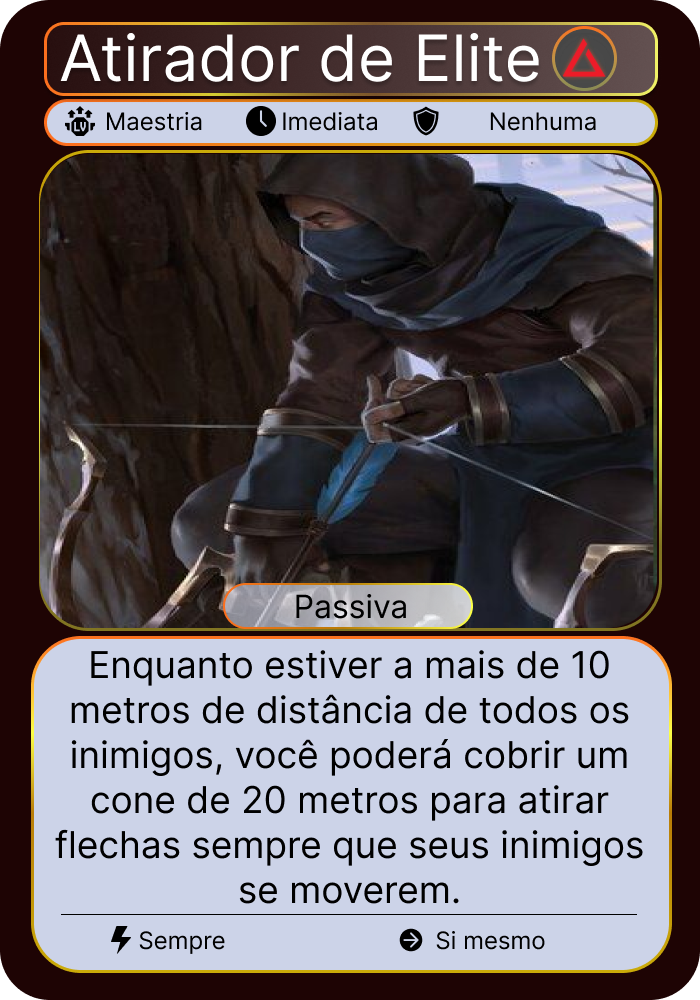 Atirador de Elite
LV Maestria Imediata Nenhuma
Passiva
Enquanto estiver a mais de 10
metros de distância de todos os
inimigos, você poderá cobrir um
cone de 20 metros para atirar
flechas sempre que seus inimigos
se moverem.
Sempre Si mesmo